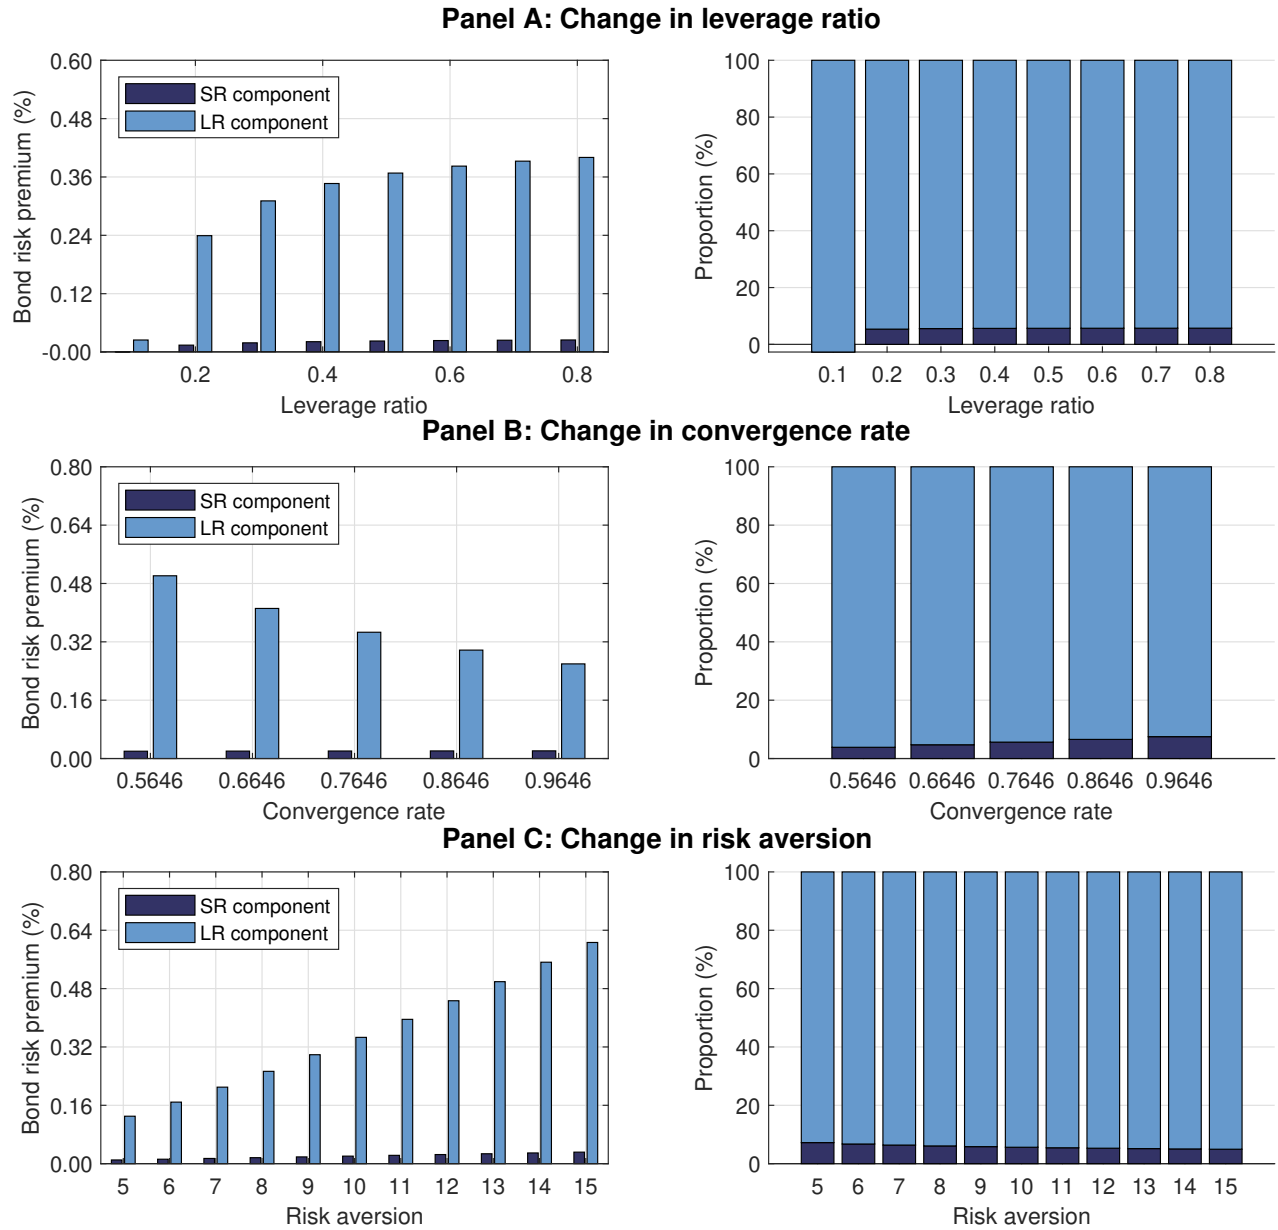 Panel A: Change in leverage ratio
Bond risk premium (%)
0.60
0.48
0.36
0.24
0.12
-0.00
SR component
LR component
0.2 0.4 0.6 0.8
Leverage ratio
Proportion (%)
100
80
60
40
20
0
0.1 0.2 0.3 0.4 0.5 0.6 0.7 0.8
Leverage ratio
Panel B: Change in convergence rate
Bond risk premium (%)
0.80
0.64
0.48
0.32
0.16
0.00
SR component
LR component
0.5646 0.6646 0.7646 0.8646 0.9646
Convergence rate
Proportion (%)
100
80
60
40
20
0
0.5646 0.6646 0.7646 0.8646 0.9646
Convergence rate
Panel C: Change in risk aversion
Bond risk premium (%)
0.80
0.64
0.48
0.32
0.16
0.00
SR component
LR component
5 6 7 8 9 10 11 12 13 14 15
Risk aversion
Proportion (%)
100
80
60
40
20
0
5 6 7 8 9 10 11 12 13 14 15
Risk aversion